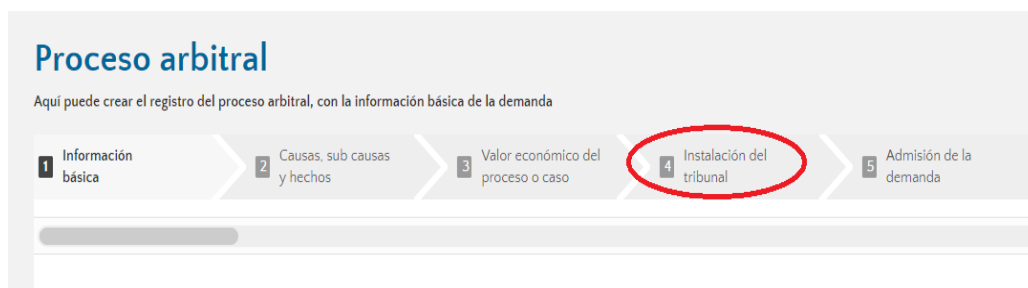 Proceso arbitral
Aquí puede crear el registro del proceso arbitral, con la información básica de la demanda
1 Información
básica
2 Causas, sub causas
y hechos
3 Valor económico del
proceso o caso
4 Instalación del
tribunal
5 Admisión de la
demanda